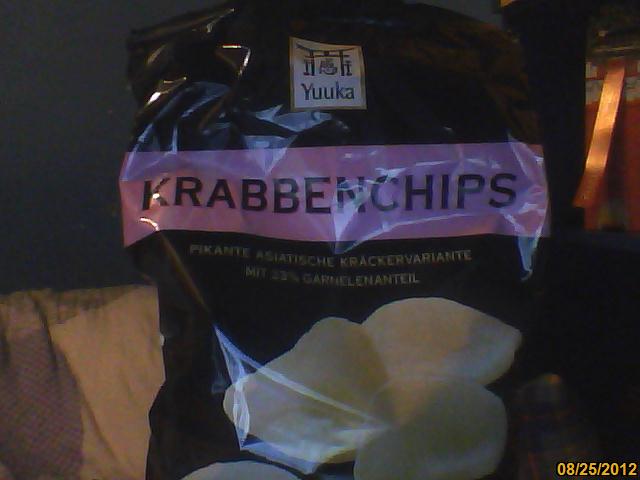 Yuuka
KRABBENCHIPS
PIKANTE ASIATISCHE KRÄCKERVARIANTE
MIT 23% GARNELENANTEIL
08/25/2012